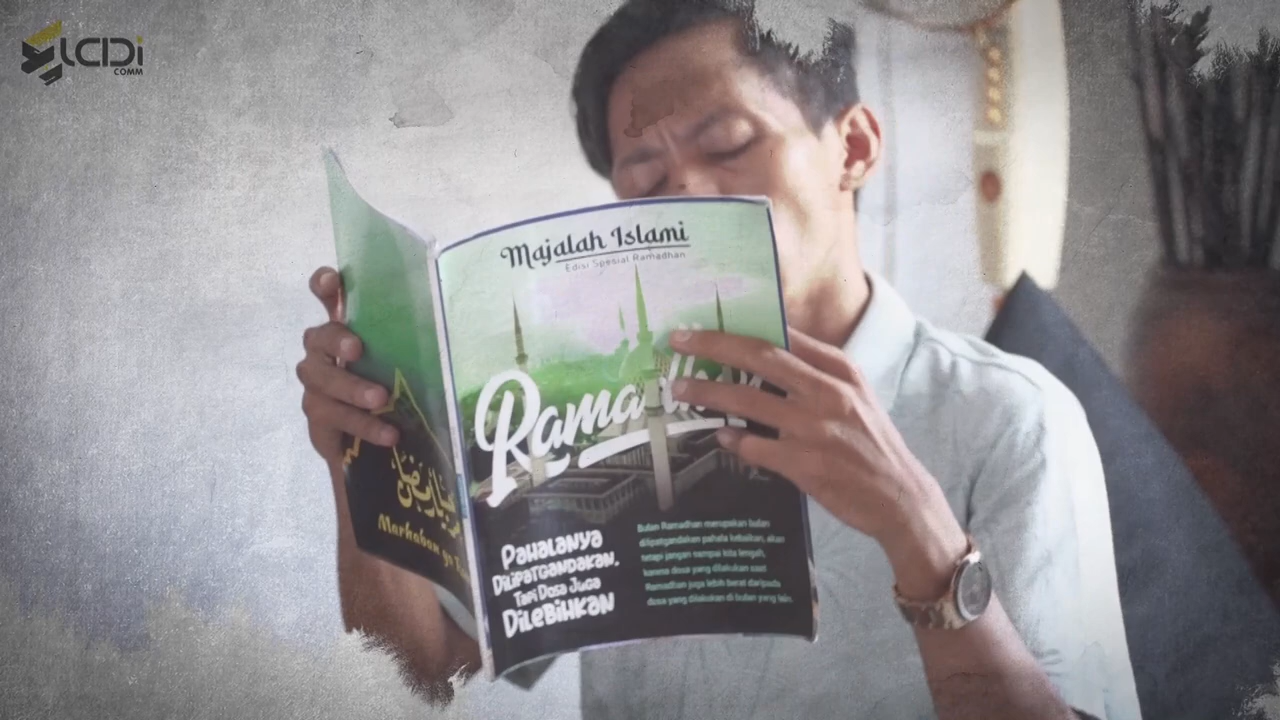 LCIDi
COMM
Majalah Islami
Edisi Spesial Ramadhan
Ramadhan
Marhaban ya
Pahalanya
Dilipatgandakan,
Tapi Dosa Juga
Dilebihkan
Bulan Ramadhan merupakan bulan
dilipatgandakan pahala kebaikan, akan
tetapi jangan sampai kita lengah,
karena dosa yang dilakukan saat
Ramadhan juga lebih berat daripada
dosa yang dilakukan di bulan yang lain.